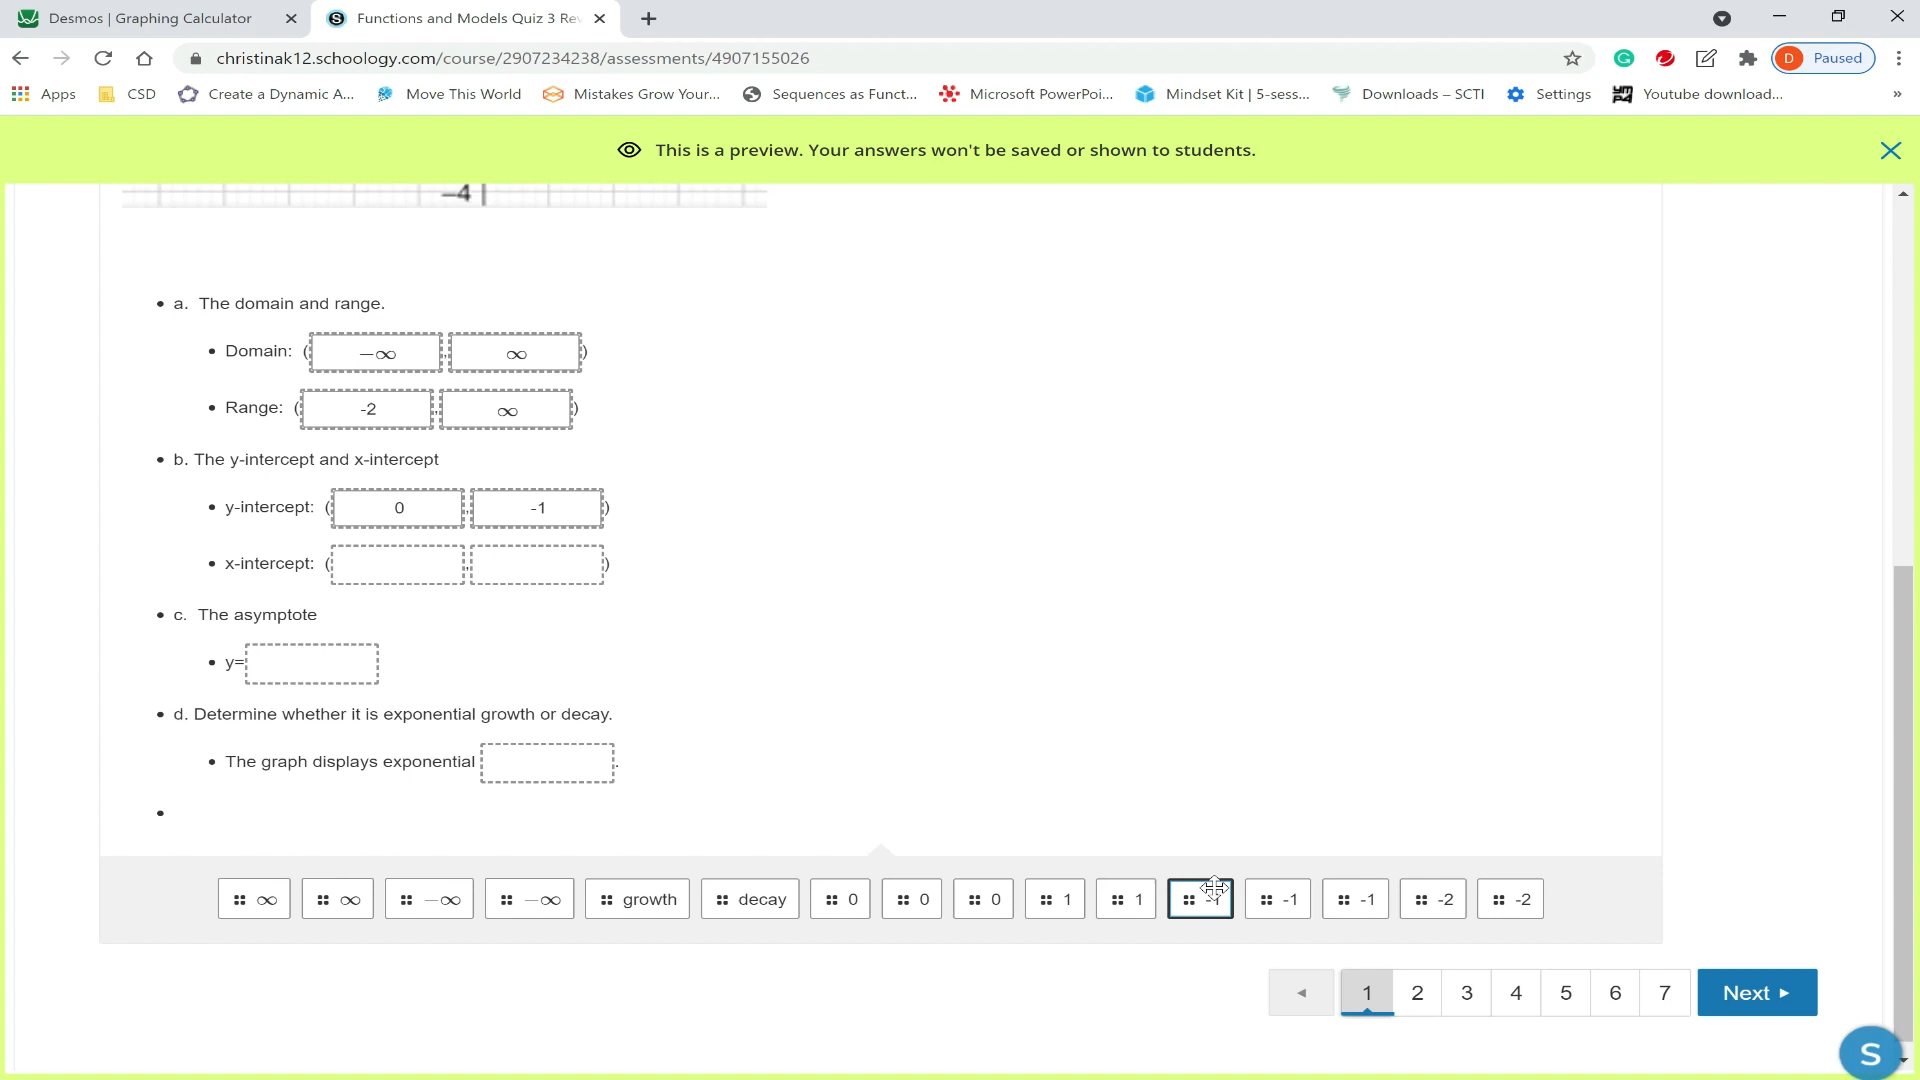 Desmos | Graphing Calculator
Functions and Models Quiz 3 Rev
christinak12.schoology.com/course/2907234238/assessments/4907155026
D Paused
Apps CSD Create a Dynamic A... Move This World Mistakes Grow Your... Sequences as Funct... Microsoft PowerPoi... Mindset Kit | 5-sess... Downloads – SCTI Settings Youtube download... »
This is a preview. Your answers won't be saved or shown to students.
−4
• a. The domain and range.
• Domain: ( −∞ , ∞ )
• Range: ( -2 , ∞ )
• b. The y-intercept and x-intercept
• y-intercept: ( 0 , -1 )
• x-intercept: ( , )
• c. The asymptote
• y=
• d. Determine whether it is exponential growth or decay.
• The graph displays exponential .
•
∞ ∞ −∞ −∞ growth decay 0 0 0 1 1 -1 -1 -1 -2 -2
◄ 1 2 3 4 5 6 7 Next ►
S